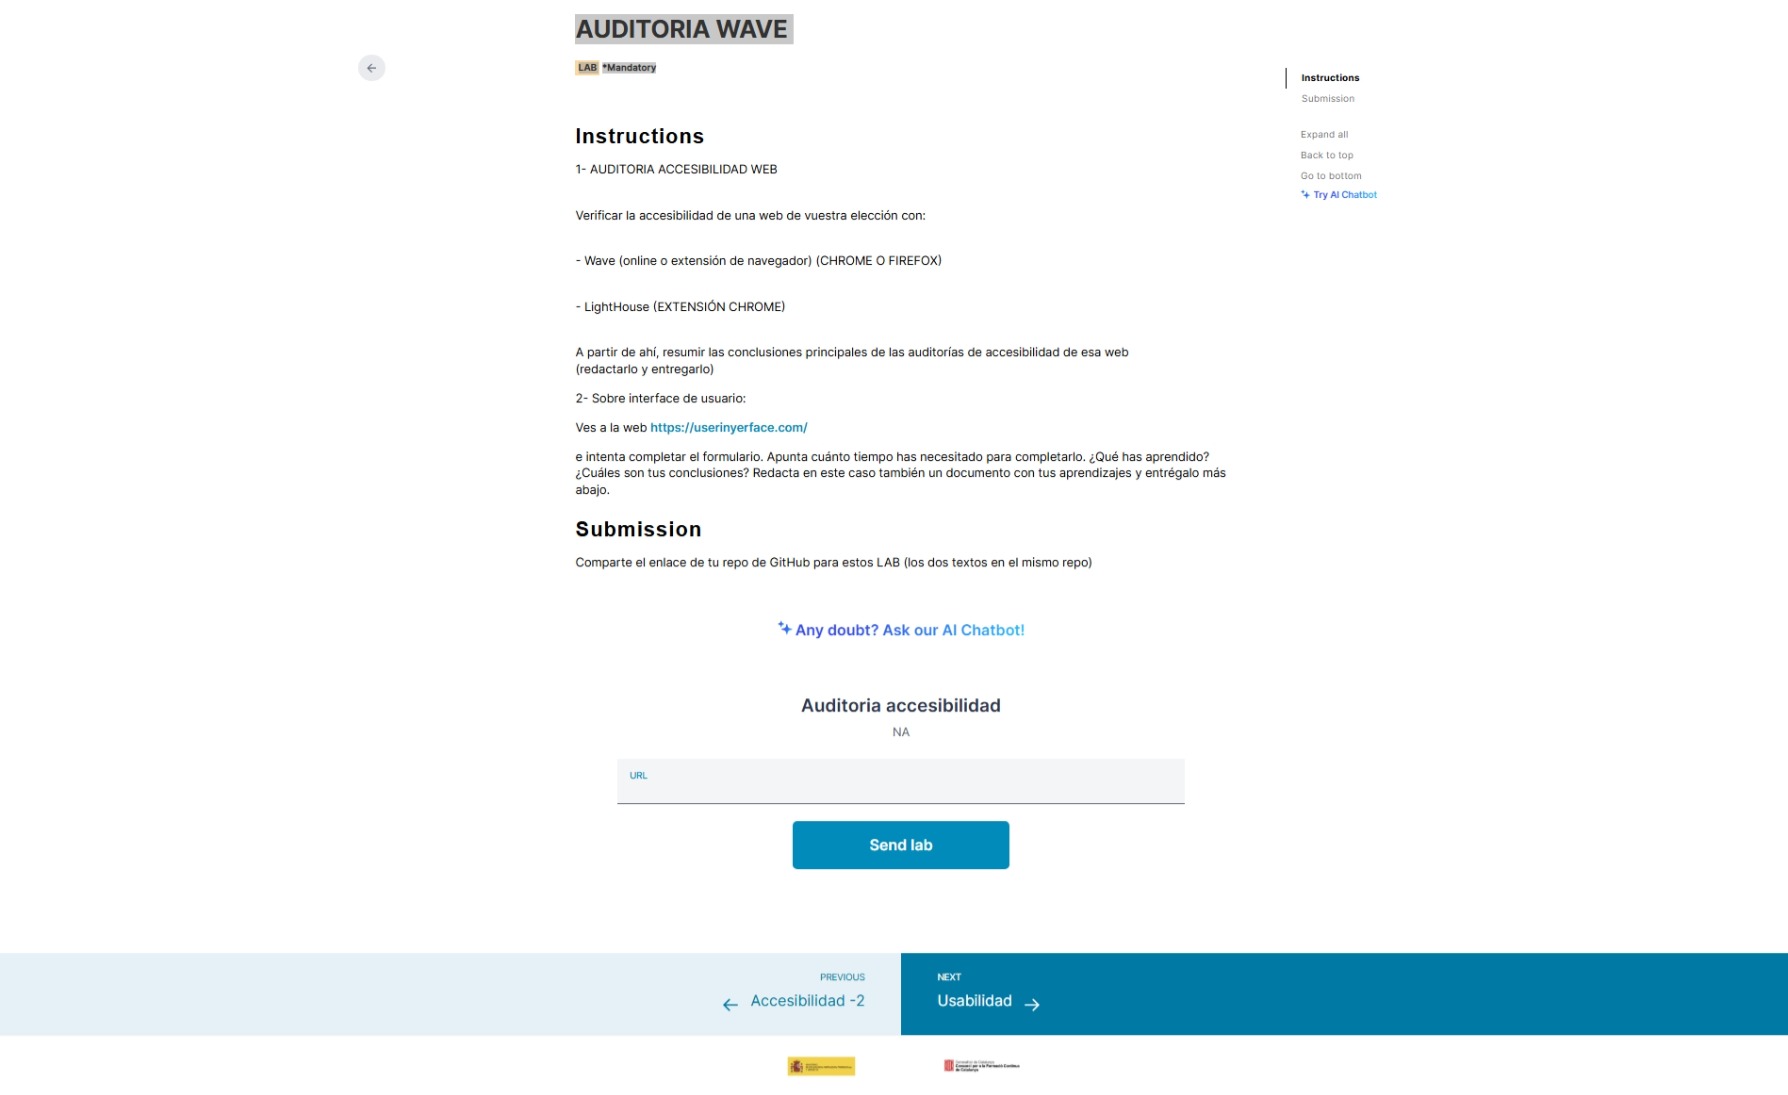 AUDITORIA WAVE
LAB *Mandatory
Instructions
Submission
Expand all
Back to top
Go to bottom
Try AI Chatbot
Instructions
1- AUDITORIA ACCESIBILIDAD WEB
Verificar la accesibilidad de una web de vuestra elección con:
- Wave (online o extensión de navegador) (CHROME O FIREFOX)
- LightHouse (EXTENSIÓN CHROME)
A partir de ahí, resumir las conclusiones principales de las auditorías de accesibilidad de esa web
(redactarlo y entregarlo)
2- Sobre interface de usuario:
Ves a la web https://userinyerface.com/
e intenta completar el formulario. Apunta cuánto tiempo has necesitado para completarlo. ¿Qué has aprendido?
¿Cuáles son tus conclusiones? Redacta en este caso también un documento con tus aprendizajes y entrégalo más
abajo.
Submission
Comparte el enlace de tu repo de GitHub para estos LAB (los dos textos en el mismo repo)
Any doubt? Ask our AI Chatbot!
Auditoria accesibilidad
NA
URL
Send lab
PREVIOUS
Accesibilidad -2
NEXT
Usabilidad
Consorci per a la Formació Contínua
de Catalunya